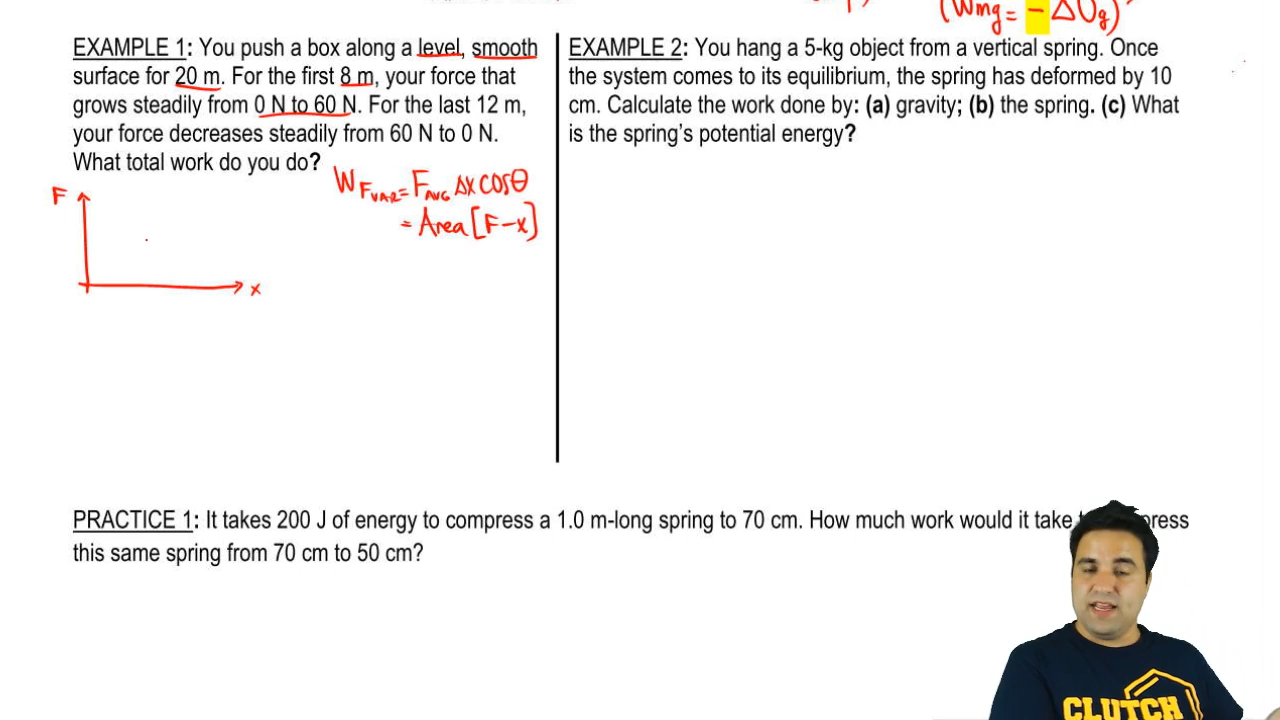 (Wmg = - ΔUg)
EXAMPLE 1: You push a box along a level, smooth
surface for 20 m. For the first 8 m, your force that
grows steadily from 0 N to 60 N. For the last 12 m,
your force decreases steadily from 60 N to 0 N.
What total work do you do?
W FVAR = FAVG Δx cosθ
= Area [F-x]
F
x
EXAMPLE 2: You hang a 5-kg object from a vertical spring. Once
the system comes to its equilibrium, the spring has deformed by 10
cm. Calculate the work done by: (a) gravity; (b) the spring. (c) What
is the spring's potential energy?
PRACTICE 1: It takes 200 J of energy to compress a 1.0 m-long spring to 70 cm. How much work would it take
this same spring from 70 cm to 50 cm?
CLUTCH